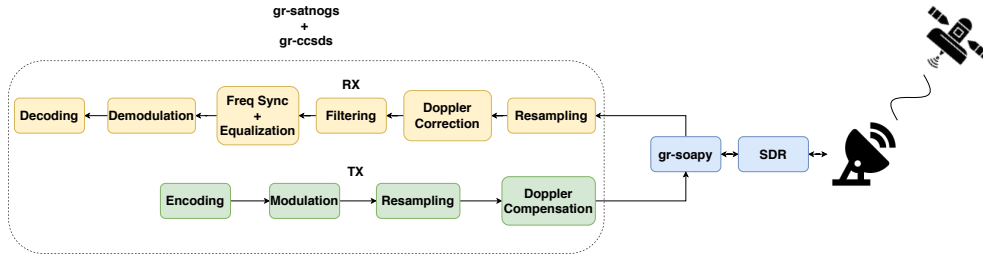 gr-satnogs
+
gr-ccsds
RX
Decoding
Demodulation
Freq Sync
+
Equalization
Filtering
Doppler
Correction
Resampling
gr-soapy
SDR
TX
Encoding
Modulation
Resampling
Doppler
Compensation